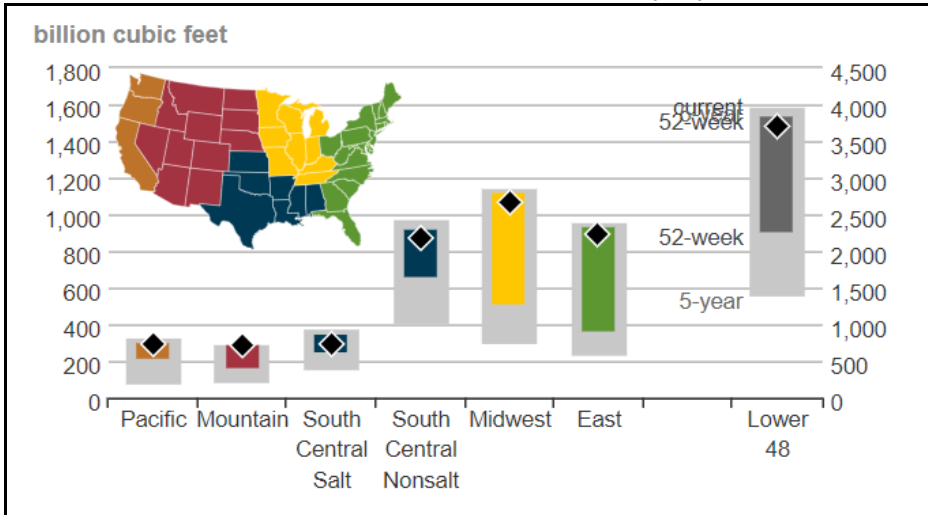 billion cubic feet
1,800
1,600
1,400
1,200
1,000
800
600
400
200
0
4,500
4,000
3,500
3,000
2,500
2,000
1,500
1,000
500
0
current
5-year
52-week
52-week
5-year
Pacific
Mountain
South
Central
Salt
South
Central
Nonsalt
Midwest
East
Lower
48